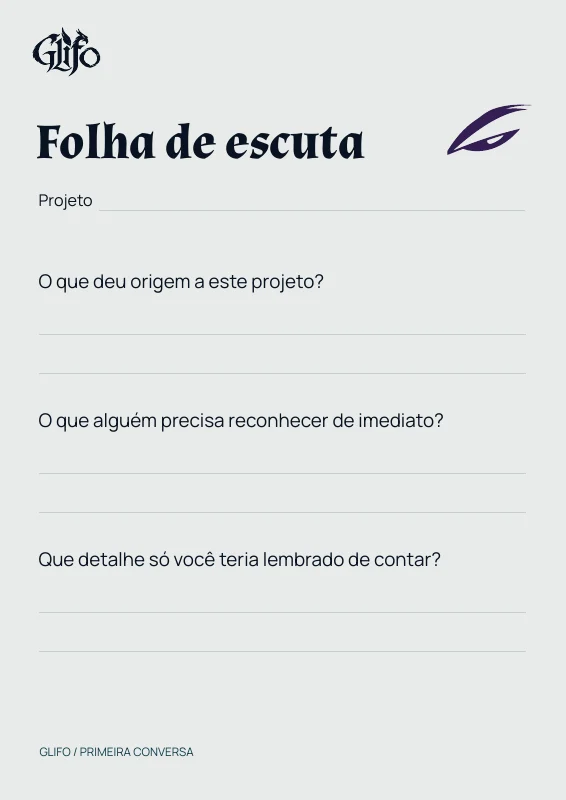 Glifo
Folha de escuta
Projeto
O que deu origem a este projeto?
O que alguém precisa reconhecer de imediato?
Que detalhe só você teria lembrado de contar?
GLIFO / PRIMEIRA CONVERSA